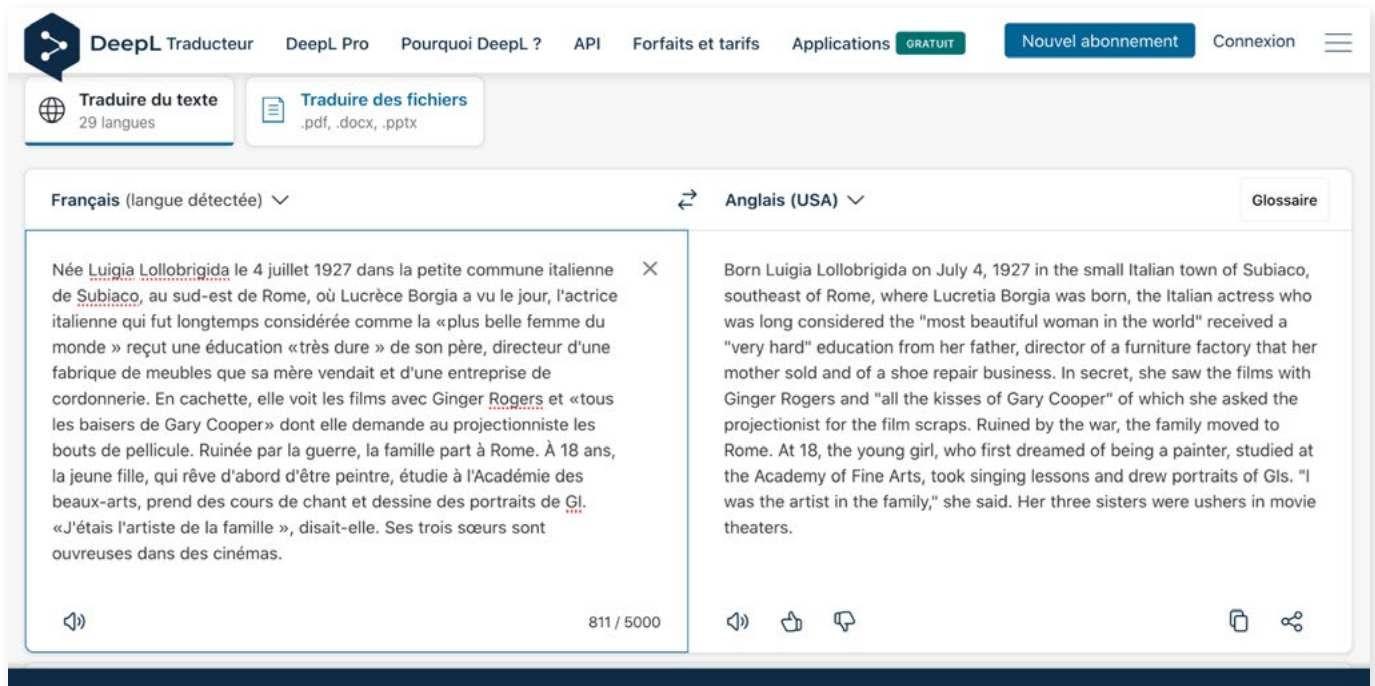 DeepL Traducteur DeepL Pro Pourquoi DeepL ? API Forfaits et tarifs Applications GRATUIT Nouvel abonnement Connexion
Traduire du texte
29 langues
Traduire des fichiers
.pdf, .docx, .pptx
Français (langue détectée)
Anglais (USA)
Glossaire
Née Luigia Lollobrigida le 4 juillet 1927 dans la petite commune italienne
de Subiaco, au sud-est de Rome, où Lucrèce Borgia a vu le jour, l'actrice
italienne qui fut longtemps considérée comme la «plus belle femme du
monde » reçut une éducation «très dure » de son père, directeur d'une
fabrique de meubles que sa mère vendait et d'une entreprise de
cordonnerie. En cachette, elle voit les films avec Ginger Rogers et «tous
les baisers de Gary Cooper» dont elle demande au projectionniste les
bouts de pellicule. Ruinée par la guerre, la famille part à Rome. À 18 ans,
la jeune fille, qui rêve d'abord d'être peintre, étudie à l'Académie des
beaux-arts, prend des cours de chant et dessine des portraits de GI.
«J'étais l'artiste de la famille », disait-elle. Ses trois sœurs sont
ouvreuses dans des cinémas.
811 / 5000
Born Luigia Lollobrigida on July 4, 1927 in the small Italian town of Subiaco,
southeast of Rome, where Lucretia Borgia was born, the Italian actress who
was long considered the "most beautiful woman in the world" received a
"very hard" education from her father, director of a furniture factory that her
mother sold and of a shoe repair business. In secret, she saw the films with
Ginger Rogers and "all the kisses of Gary Cooper" of which she asked the
projectionist for the film scraps. Ruined by the war, the family moved to
Rome. At 18, the young girl, who first dreamed of being a painter, studied at
the Academy of Fine Arts, took singing lessons and drew portraits of GIs. "I
was the artist in the family," she said. Her three sisters were ushers in movie
theaters.